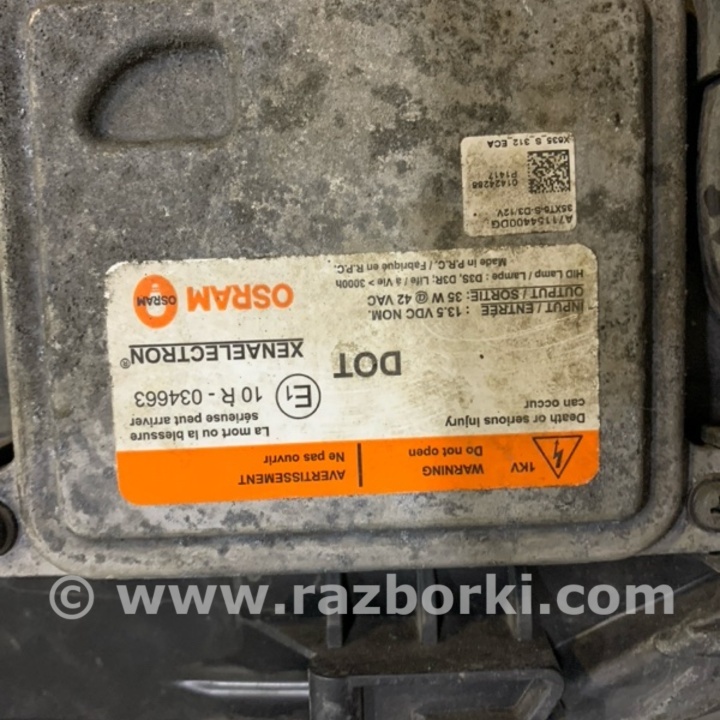 1KV
WARNING
Do not open
AVERTISSEMENT
Ne pas ouvrir
Death or serious injury
can occur
La mort ou la blessure
sérieuse peut arriver
DOT
E1
10 R - 034663
XENAELECTRON®
INPUT / ENTRÉE : 13.5 VDC NOM.
OUTPUT / SORTIE: 35 W @ 42 VAC
HID Lamp / Lampe : D3S, D3R; Life / à Vie > 3000h
Made in P.R.C / Fabriqué en R.P.C.
OSRAM
OSRAM
A71154400DG
35XT6-S-D3/12V
01424288
P1417
X635_S_312_ECA
© www.razborki.com